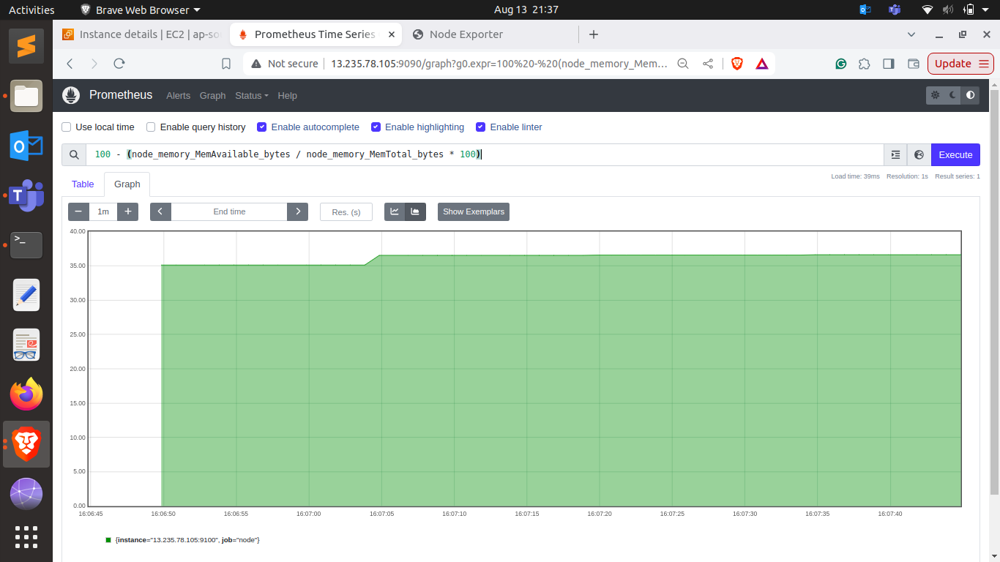 Activities
Brave Web Browser
Aug 13 21:37
Instance details | EC2 | ap-so
Prometheus Time Series
Node Exporter
Not secure
13.235.78.105:9090/graph?g0.expr=100%20-%20(node_memory_Mem...
Update
Prometheus
Alerts
Graph
Status
Help
Use local time
Enable query history
Enable autocomplete
Enable highlighting
Enable linter
100 - (node_memory_MemAvailable_bytes / node_memory_MemTotal_bytes * 100)
Execute
Load time: 39ms Resolution: 1s Result series: 1
Table
Graph
1m
End time
Res. (s)
Show Exemplars
40.00
35.00
30.00
25.00
20.00
15.00
10.00
5.00
0.00
16:06:45
16:06:50
16:06:55
16:07:00
16:07:05
16:07:10
16:07:15
16:07:20
16:07:25
16:07:30
16:07:35
16:07:40
{instance="13.235.78.105:9100", job="node"}